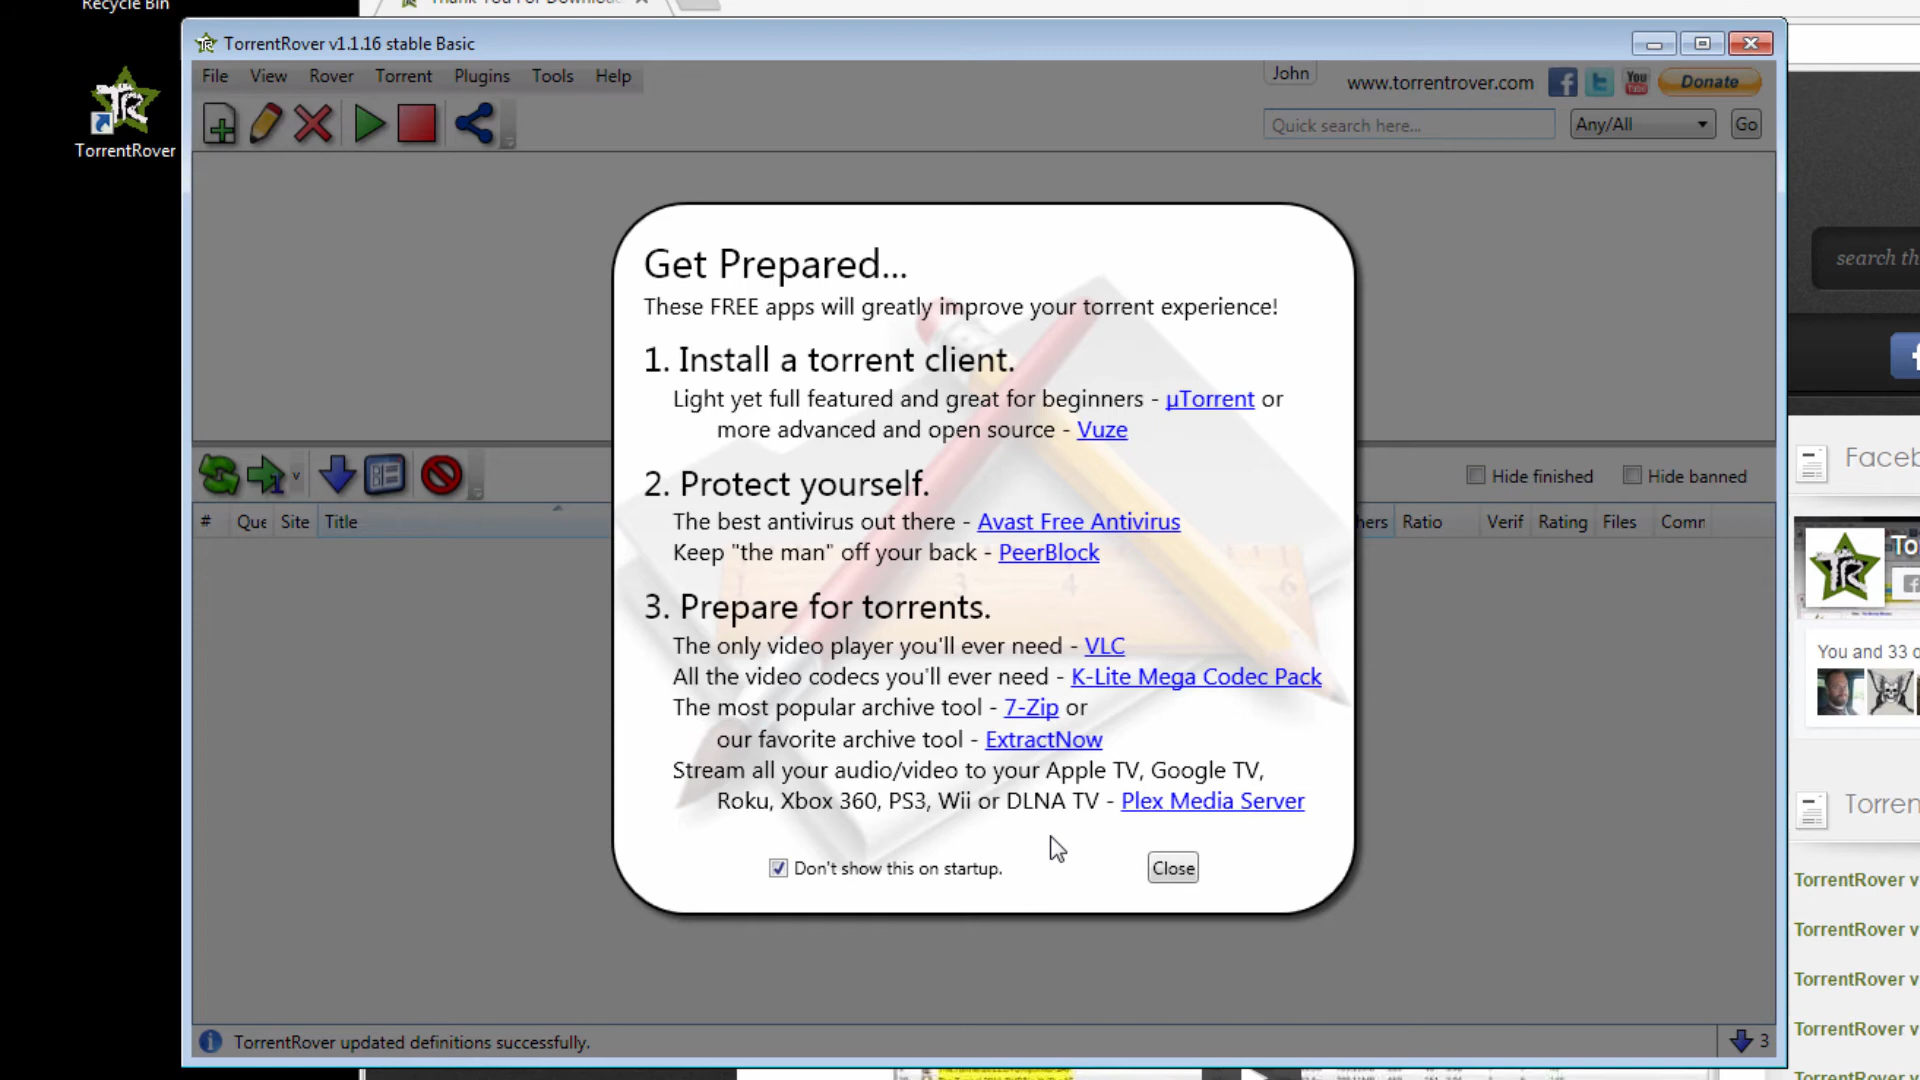 Recycle Bin
TorrentRover v1.1.16 stable Basic
File View Rover Torrent Plugins Tools Help
John
www.torrentrover.com
You
Donate
Quick search here...
Any/All
Go
TorrentRover
search th
Get Prepared...
These FREE apps will greatly improve your torrent experience!
1. Install a torrent client.
Light yet full featured and great for beginners - µTorrent or
more advanced and open source - Vuze
2. Protect yourself.
The best antivirus out there - Avast Free Antivirus
Keep "the man" off your back - PeerBlock
3. Prepare for torrents.
The only video player you'll ever need - VLC
All the video codecs you'll ever need - K-Lite Mega Codec Pack
The most popular archive tool - 7-Zip or
our favorite archive tool - ExtractNow
Stream all your audio/video to your Apple TV, Google TV,
Roku, Xbox 360, PS3, Wii or DLNA TV - Plex Media Server
Don't show this on startup.
Close
Hide finished Hide banned
# Que Site Title
hers Ratio Verif Rating Files Comr
Faceb
To
You and 33 o
Torren
TorrentRover v
TorrentRover v
TorrentRover v
TorrentRover v
TorrentRover updated definitions successfully.
3